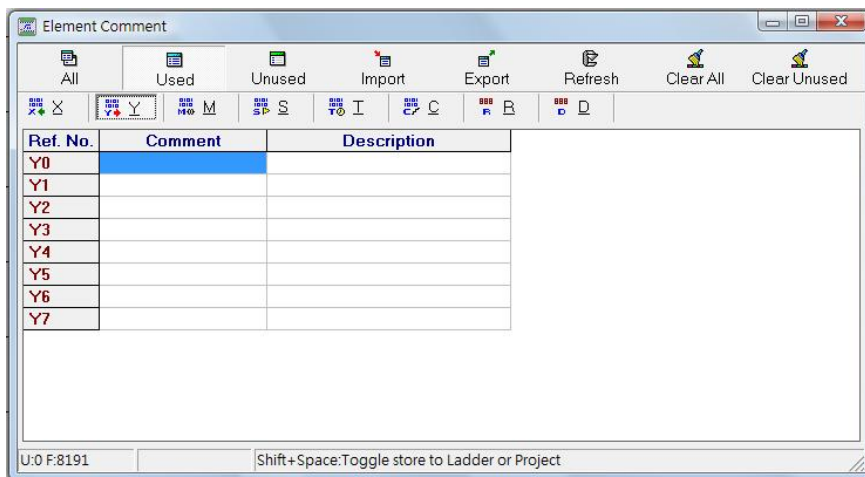 Element Comment
All Used Unused Import Export Refresh Clear All Clear Unused
X Y M S T C R D
Ref. No. Comment Description
Y0
Y1
Y2
Y3
Y4
Y5
Y6
Y7
U:0 F:8191 Shift+Space:Toggle store to Ladder or Project